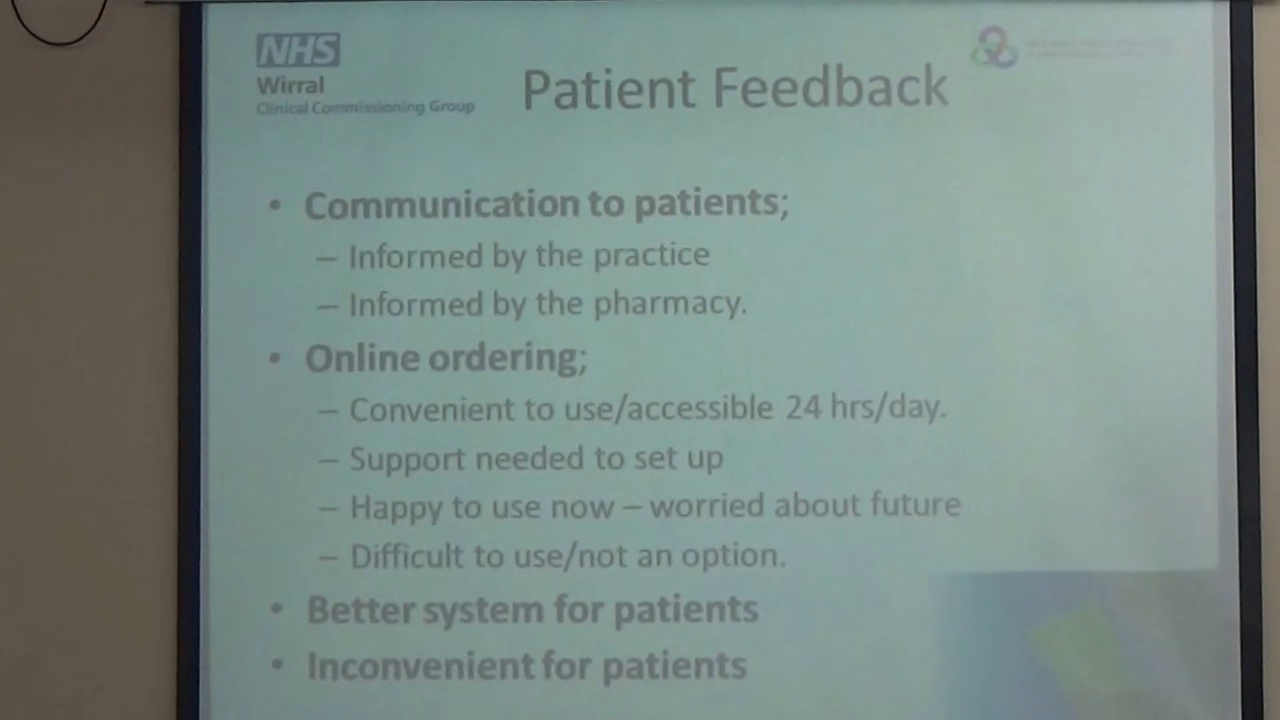 NHS
Wirral
Clinical Commissioning Group
Patient Feedback
• Communication to patients;
– Informed by the practice
– Informed by the pharmacy.
• Online ordering;
– Convenient to use/accessible 24 hrs/day.
– Support needed to set up
– Happy to use now – worried about future
– Difficult to use/not an option.
• Better system for patients
• Inconvenient for patients